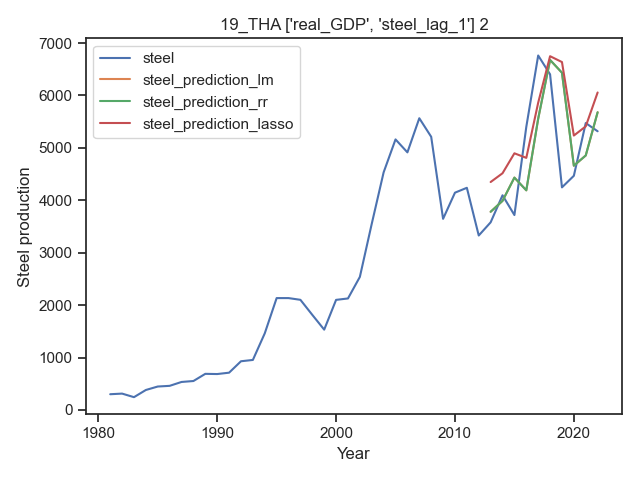 19_THA ['real_GDP', 'steel_lag_1'] 2
steel
steel_prediction_lm
steel_prediction_rr
steel_prediction_lasso
Steel production
7000
6000
5000
4000
3000
2000
1000
0
1980
1990
2000
2010
2020
Year